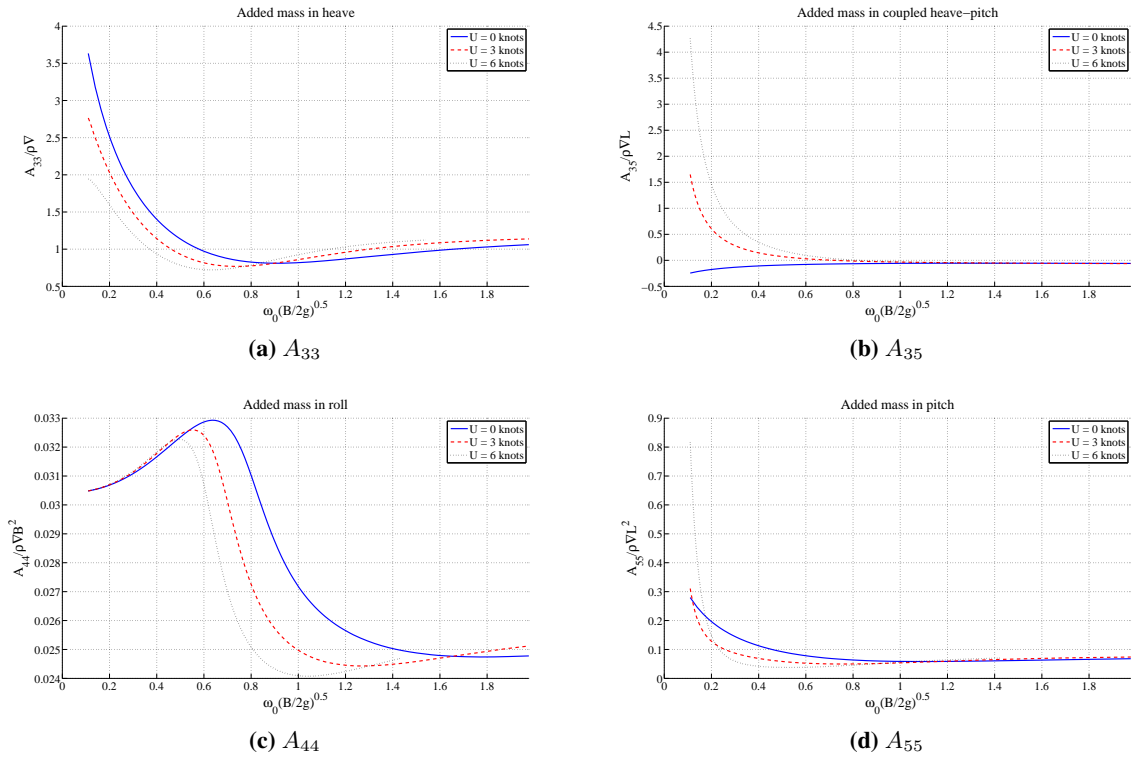 Added mass in heave
4
3.5
3
2.5
2
1.5
1
0.5
0 0.2 0.4 0.6 0.8 1 1.2 1.4 1.6 1.8
A₃₃/ρ∇
ω₀(B/2g)^0.5
U = 0 knots
U = 3 knots
U = 6 knots
(a) A₃₃
Added mass in coupled heave−pitch
4.5
4
3.5
3
2.5
2
1.5
1
0.5
0
−0.5
0 0.2 0.4 0.6 0.8 1 1.2 1.4 1.6 1.8
A₃₅/ρ∇L
ω₀(B/2g)^0.5
U = 0 knots
U = 3 knots
U = 6 knots
(b) A₃₅
Added mass in roll
0.033
0.032
0.031
0.03
0.029
0.028
0.027
0.026
0.025
0.024
0 0.2 0.4 0.6 0.8 1 1.2 1.4 1.6 1.8
A₄₄/ρ∇B²
ω₀(B/2g)^0.5
U = 0 knots
U = 3 knots
U = 6 knots
(c) A₄₄
Added mass in pitch
0.9
0.8
0.7
0.6
0.5
0.4
0.3
0.2
0.1
0
0 0.2 0.4 0.6 0.8 1 1.2 1.4 1.6 1.8
A₅₅/ρ∇L²
ω₀(B/2g)^0.5
U = 0 knots
U = 3 knots
U = 6 knots
(d) A₅₅